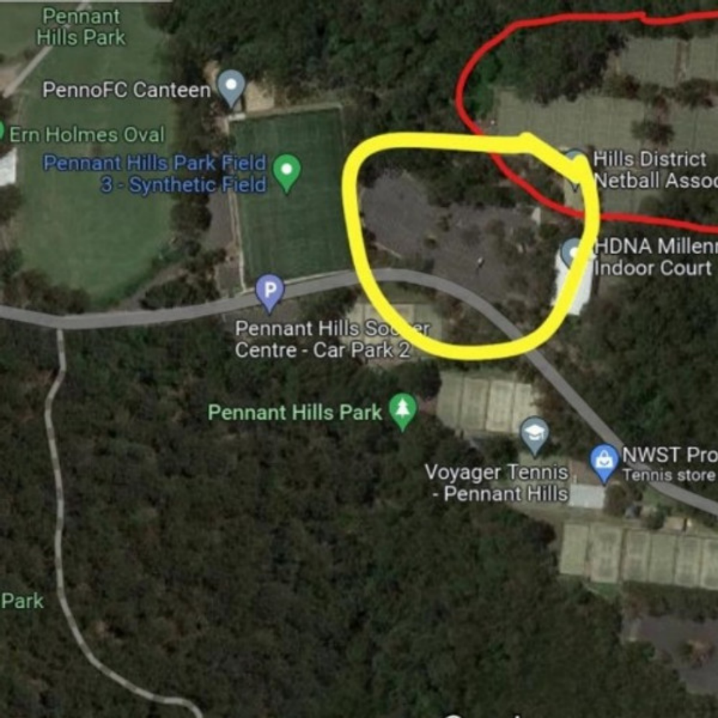 Pennant
Hills Park
PennoFC Canteen
Ern Holmes Oval
Pennant Hills Park Field
3 - Synthetic Field
Hills District
Netball Assoc
HDNA Millenn
Indoor Court
P
Pennant Hills Soccer
Centre - Car Park 2
Pennant Hills Park
Voyager Tennis
- Pennant Hills
NWST Pro
Tennis store
Park